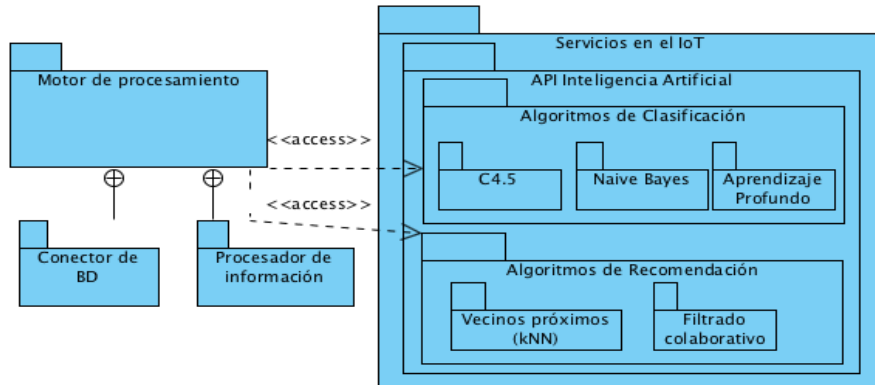 Servicios en el IoT
API Inteligencia Artificial
Motor de procesamiento
Algoritmos de Clasificación
<<access>>
C4.5
Naive Bayes
Aprendizaje
Profundo
<<access>>
Conector de
BD
Procesador de
información
Algoritmos de Recomendación
Vecinos próximos
(kNN)
Filtrado
colaborativo